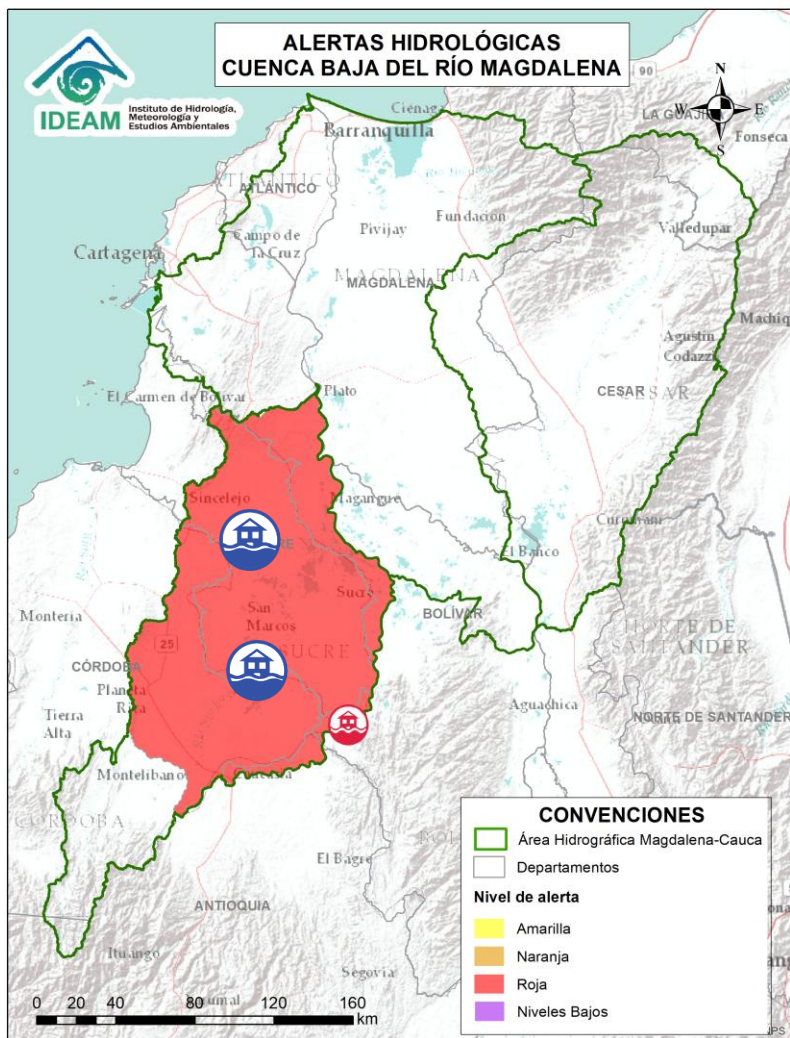 ALERTAS HIDROLÓGICAS
CUENCA BAJA DEL RÍO MAGDALENA
IDEAM
Instituto de Hidrología,
Meteorología y
Estudios Ambientales
N
W E
S
90
Ciénaga
LA GUAJIRA
Fonseca
Barranquilla
ATLÁNTICO
Fundación
Pivijay
Valledupar
Campo de
la Cruz
Cartagena
MAGDALENA
MAGDALENA
Agustín
Codazzi
Machiq
CESAR
CESAR
El Carmen de Bolívar
Plato
Sincelejo
Magangué
El Banco
Sucre
San
Marcos
BOLÍVAR
Montería
NORTE DE
SANTANDER
25
SUCRE
CÓRDOBA
Planeta
Rica
Aguachica
NORTE DE SANTANDER
Tierra
Alta
Montelíbano
CÓRDOBA
El Bagre
ANTIOQUIA
Ituango
Segovia
0 20 40 80 120 160
km
CONVENCIONES
Área Hidrográfica Magdalena-Cauca
Departamentos
Nivel de alerta
Amarilla
Naranja
Roja
Niveles Bajos